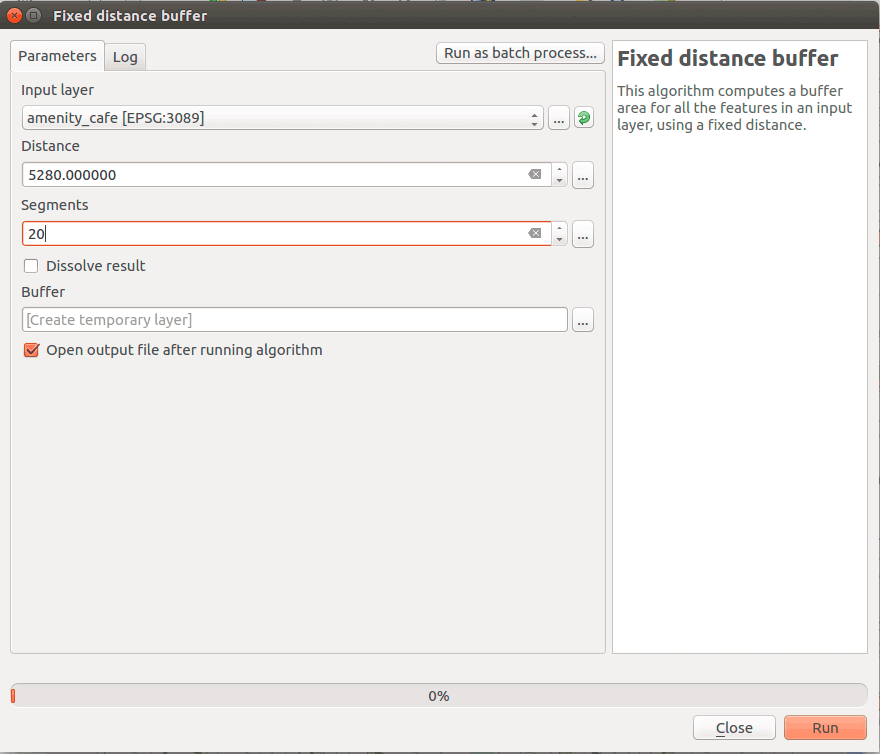 Fixed distance buffer
Parameters
Log
Run as batch process...
Input layer
amenity_cafe [EPSG:3089]
...
Distance
5280.000000
...
Segments
20
...
Dissolve result
Buffer
[Create temporary layer]
...
Open output file after running algorithm
Fixed distance buffer
This algorithm computes a buffer
area for all the features in an input
layer, using a fixed distance.
0%
Close
Run